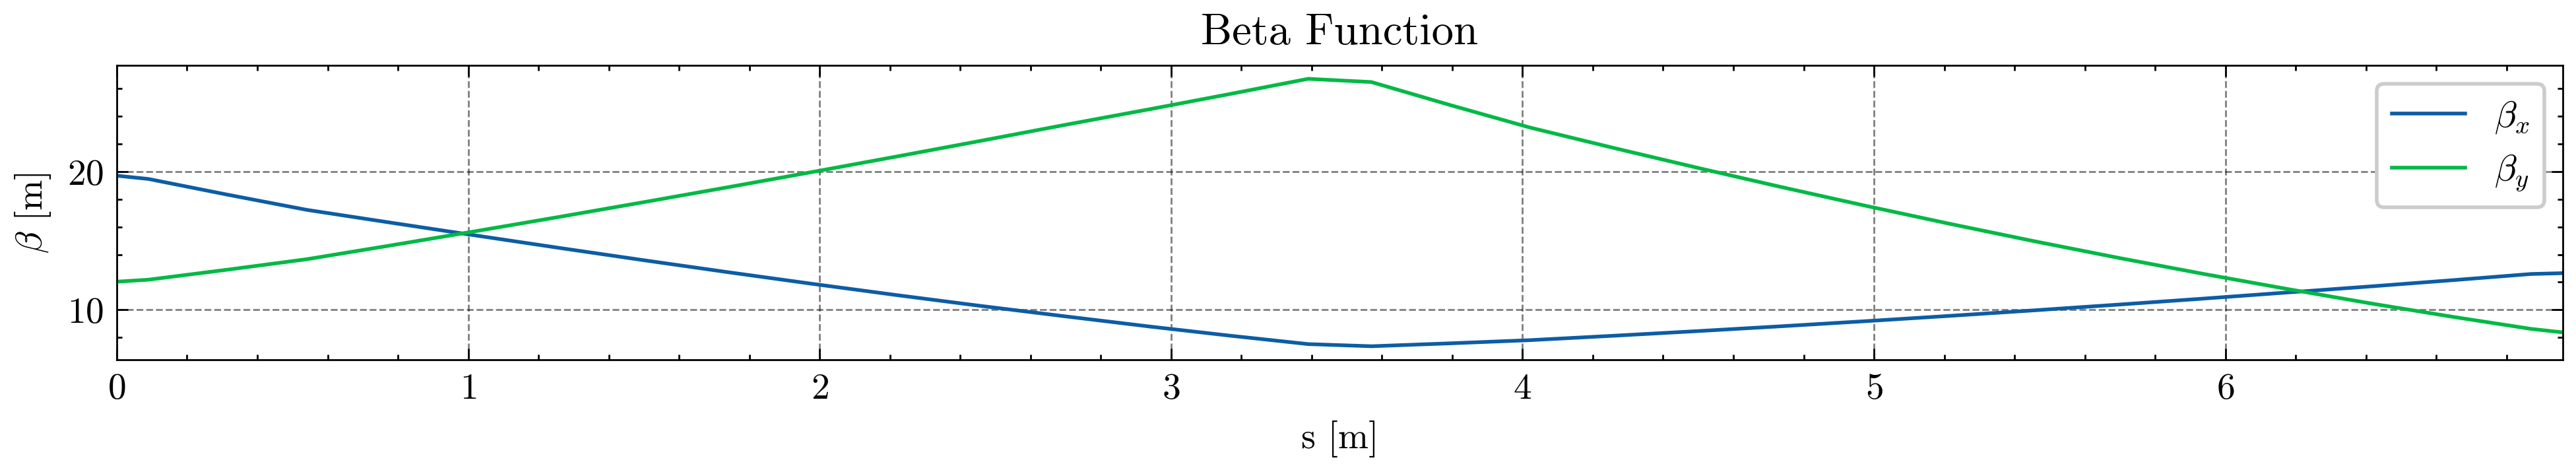 Beta Function
β [m]
20
10
βx
βy
0 1 2 3 4 5 6
s [m]